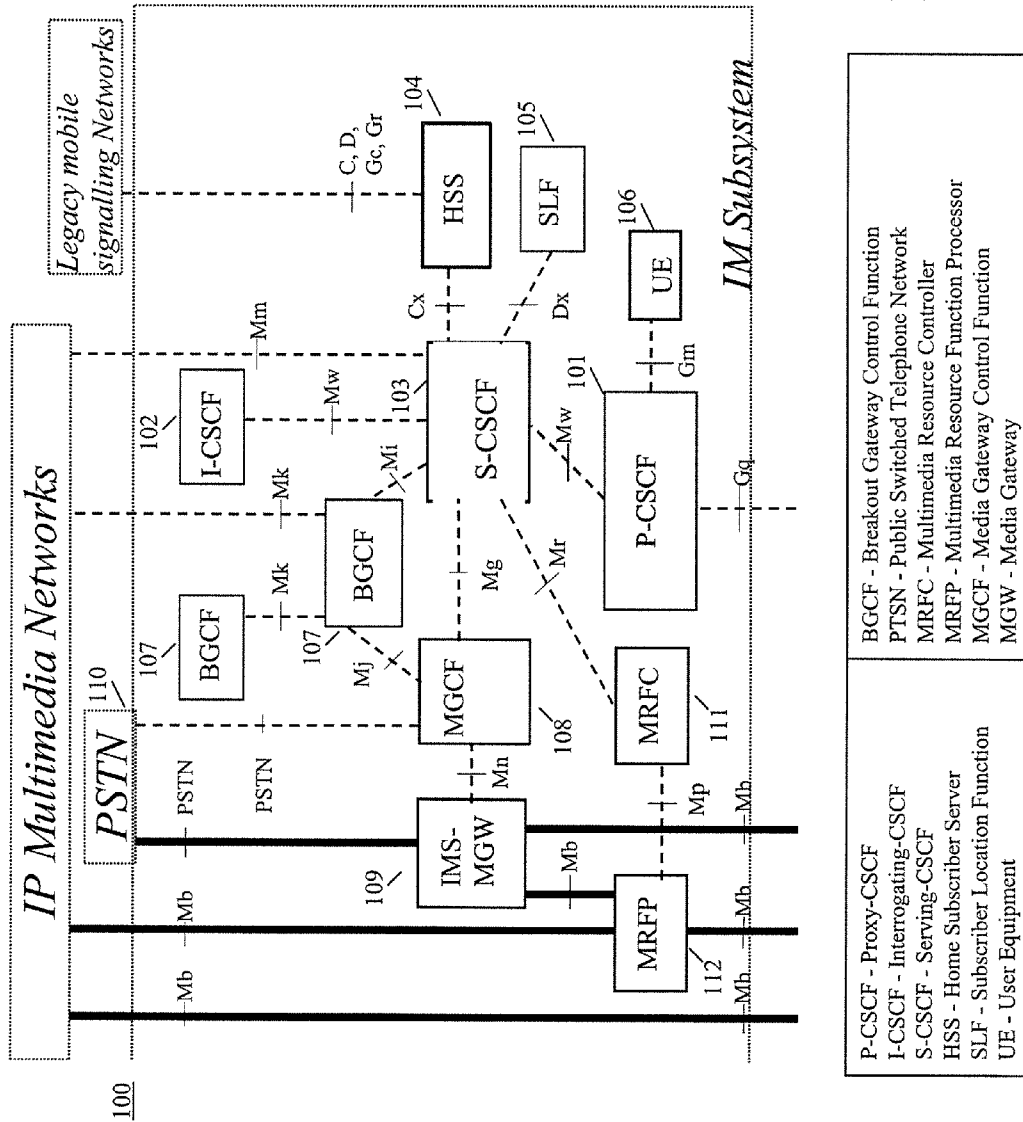 IP Multimedia Networks
Legacy mobile
signalling Networks
PSTN
110
100
Mb
Mb
PSTN
PSTN
Mk
Mk
Mm
C, D,
Gc, Gr
107
BGCF
102
I-CSCF
Mw
107
BGCF
Mj
Mi
103
S-CSCF
Cx
HSS
104
Dx
SLF
105
109
IMS-
MGW
Mn
MGCF
108
Mg
Mr
Mw
Mb
112
MRFP
Mp
MRFC
111
101
P-CSCF
Gm
UE
106
Mb
Mb
Mb
Gq
IM Subsystem
P-CSCF - Proxy-CSCF
I-CSCF - Interrogating-CSCF
S-CSCF - Serving-CSCF
HSS - Home Subscriber Server
SLF - Subscriber Location Function
UE - User Equipment
BGCF - Breakout Gateway Control Function
PTSN - Public Switched Telephone Network
MRFC - Multimedia Resource Controller
MRFP - Multimedia Resource Function Processor
MGCF - Media Gateway Control Function
MGW - Media Gateway